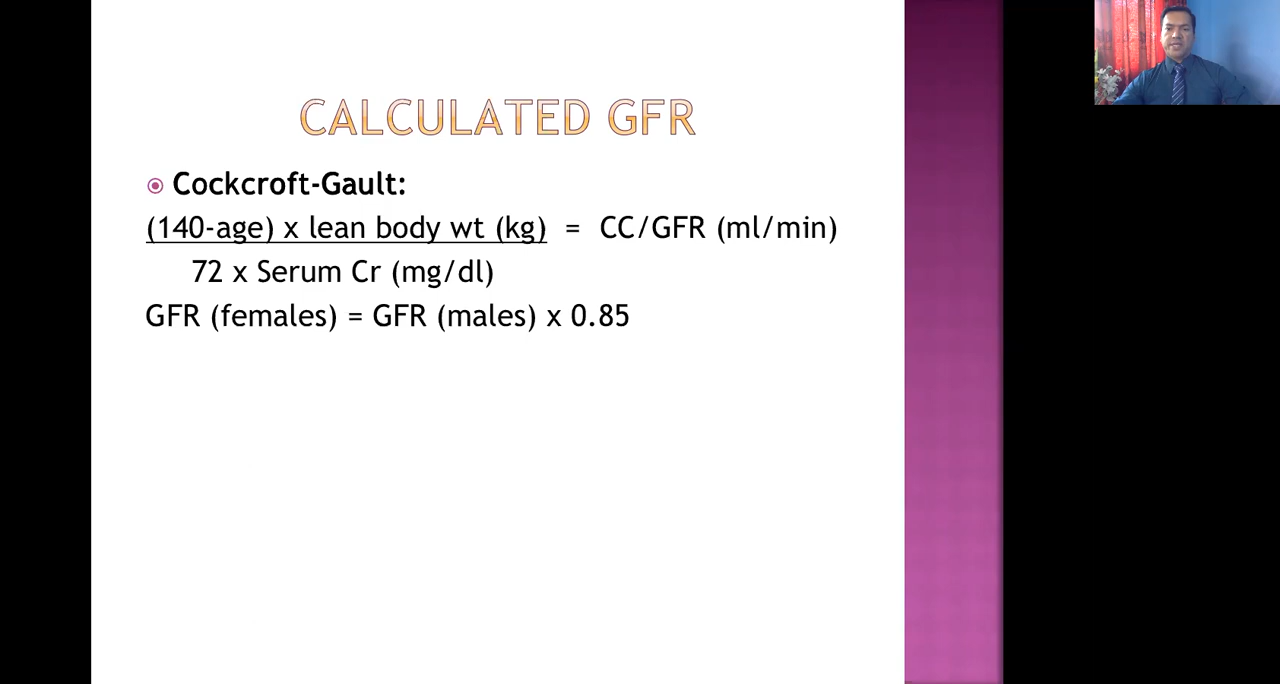 CALCULATED GFR
Cockcroft-Gault:
(140-age) x lean body wt (kg) = CC/GFR (ml/min)
72 x Serum Cr (mg/dl)
GFR (females) = GFR (males) x 0.85